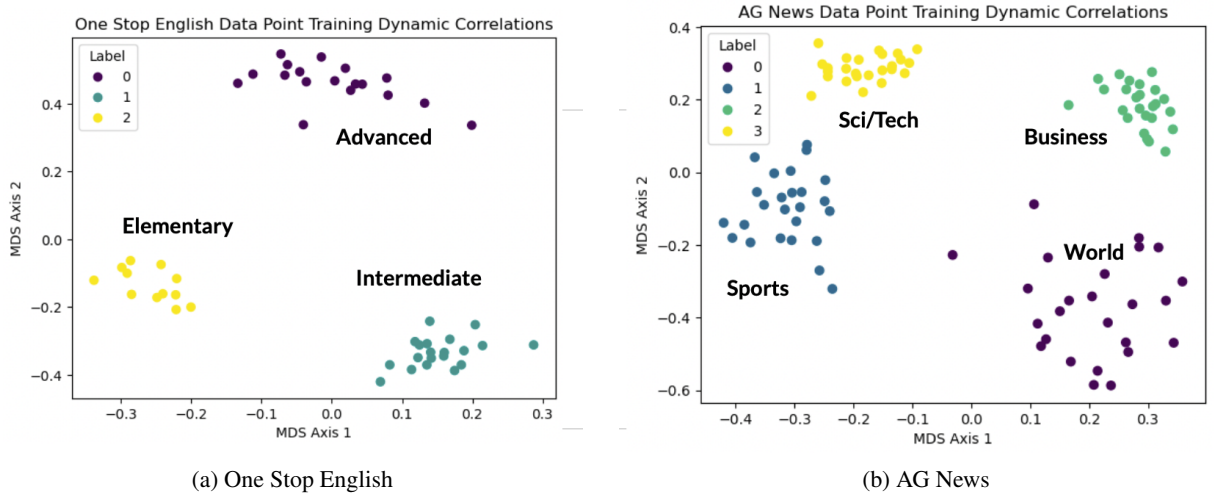 One Stop English Data Point Training Dynamic Correlations
Label
0
1
2
Advanced
Elementary
Intermediate
MDS Axis 2
0.4
0.2
0.0
−0.2
−0.4
−0.3
−0.2
−0.1
0.0
0.1
0.2
0.3
MDS Axis 1
(a) One Stop English
AG News Data Point Training Dynamic Correlations
Label
0
1
2
3
Sci/Tech
Business
World
Sports
MDS Axis 2
0.4
0.2
0.0
−0.2
−0.4
−0.6
−0.4
−0.3
−0.2
−0.1
0.0
0.1
0.2
0.3
MDS Axis 1
(b) AG News